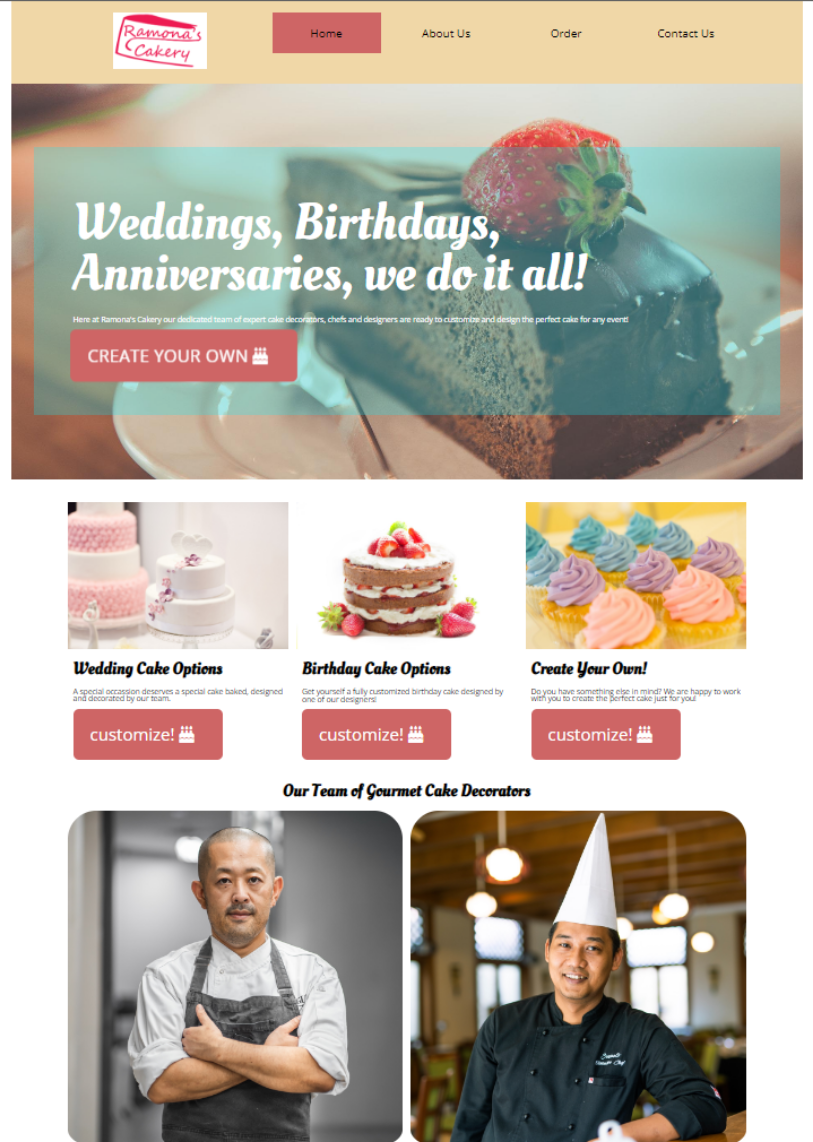 Ramona's
Cakery
Home
About Us
Order
Contact Us
Weddings, Birthdays,
Anniversaries, we do it all!
Here at Ramona's Cakery our dedicated team of expert cake decorators, chefs and designers are ready to customize and design the perfect cake for any event!
CREATE YOUR OWN
Wedding Cake Options
A special occassion deserves a special cake baked, designed
and decorated by our team.
customize!
Birthday Cake Options
Get yourself a fully customized birthday cake designed by
one of our designers!
customize!
Create Your Own!
Do you have something else in mind? We are happy to work
with you to create the perfect cake just for you!
customize!
Our Team of Gourmet Cake Decorators